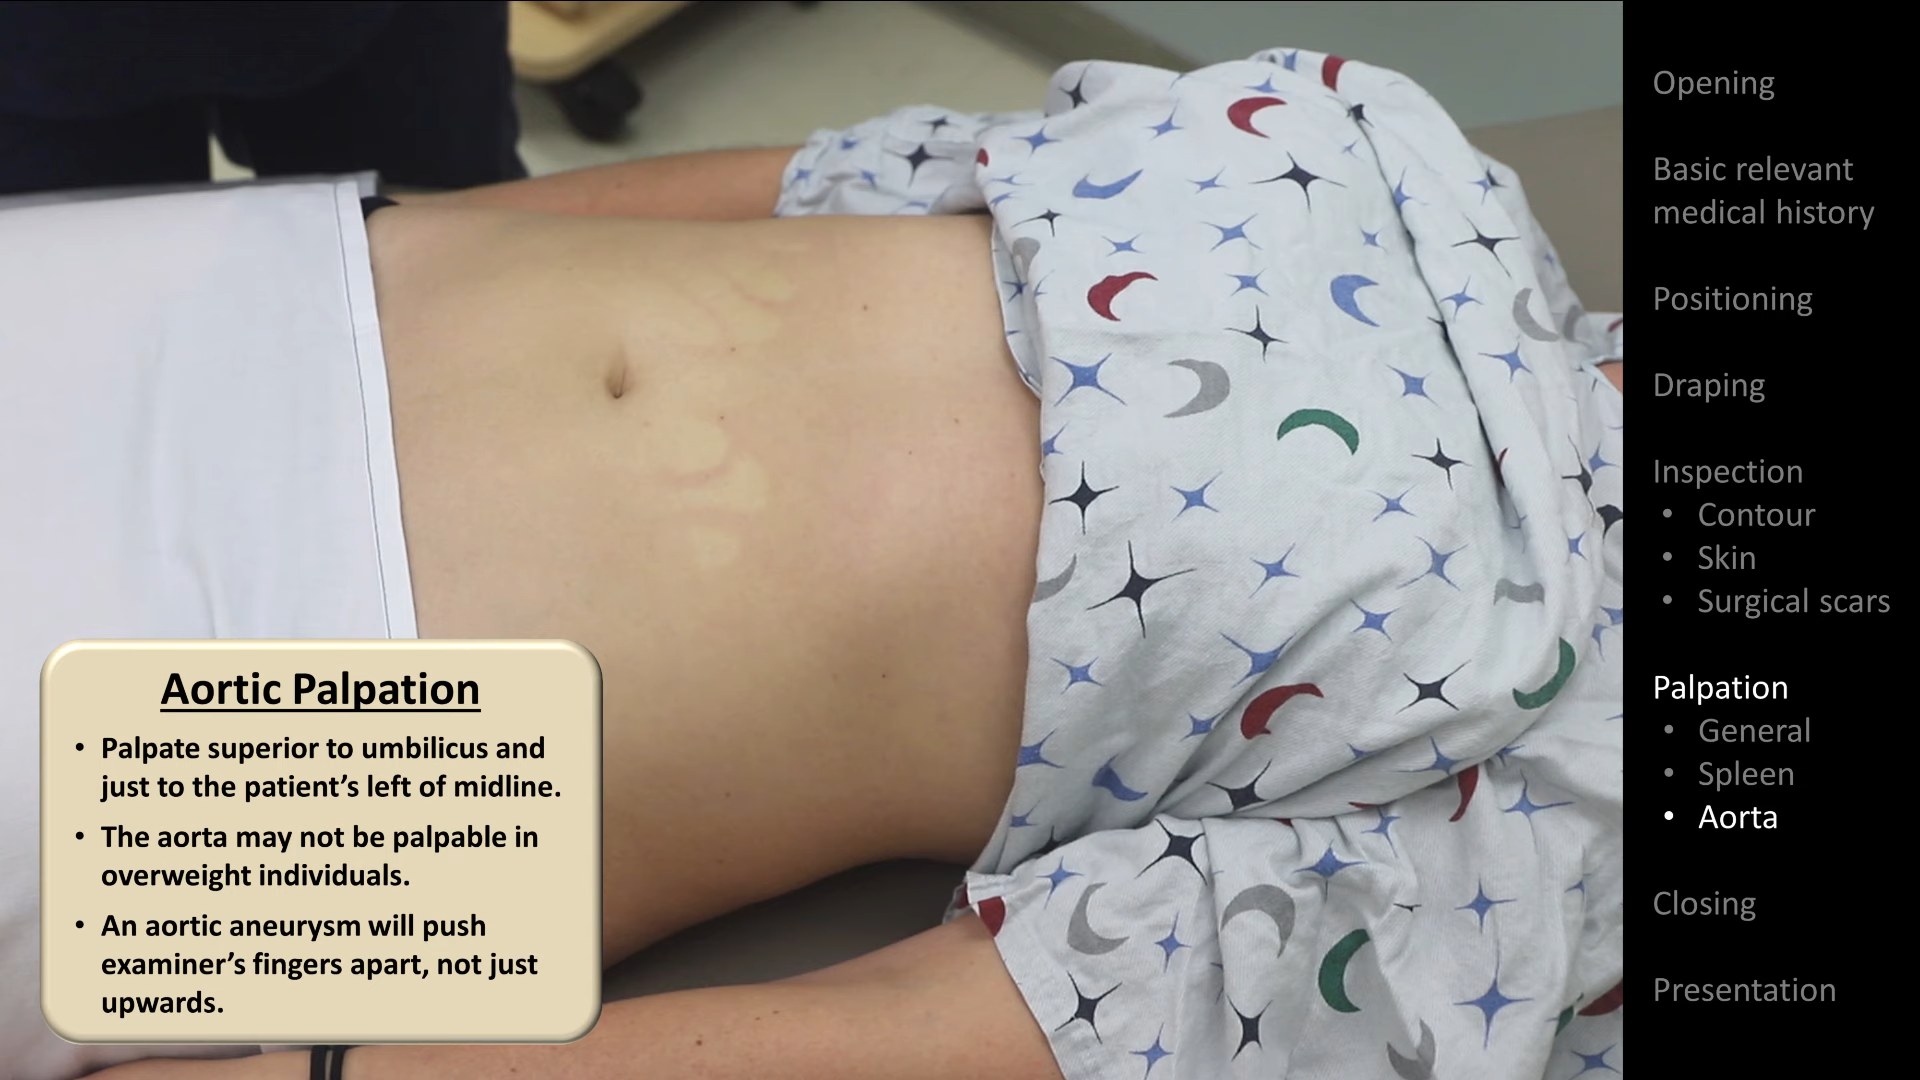 Aortic Palpation
• Palpate superior to umbilicus and
just to the patient’s left of midline.
• The aorta may not be palpable in
overweight individuals.
• An aortic aneurysm will push
examiner’s fingers apart, not just
upwards.
Opening
Basic relevant
medical history
Positioning
Draping
Inspection
• Contour
• Skin
• Surgical scars
Palpation
• General
• Spleen
• Aorta
Closing
Presentation